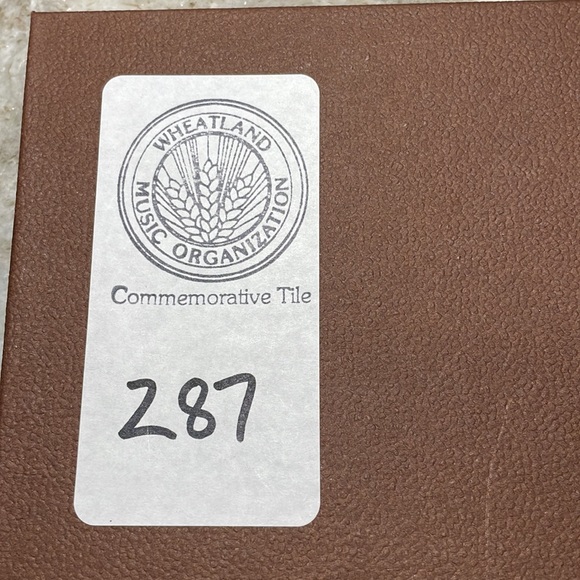 WHEATLAND
MUSIC ORGANIZATION
Commemorative Tile
287